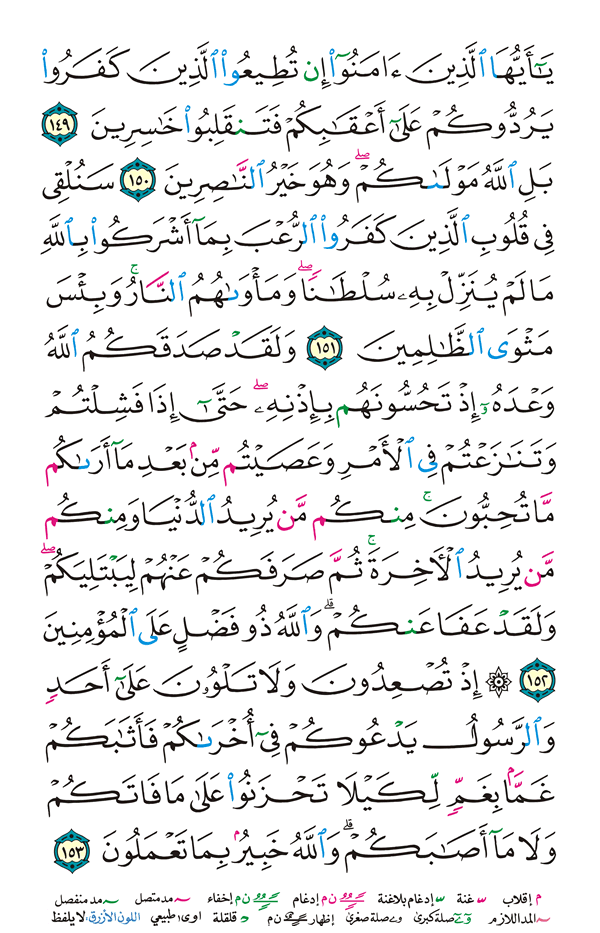 يَـٰٓأَيُّهَا ٱلَّذِينَ ءَامَنُوٓا۟ إِن تُطِيعُوا۟ ٱلَّذِينَ كَفَرُوا۟
يَرُدُّوكُمْ عَلَىٰٓ أَعْقَـٰبِكُمْ فَتَنقَلِبُوا۟ خَـٰسِرِينَ ١٤٩
بَلِ ٱللَّهُ مَوْلَىٰكُمْ ۖ وَهُوَ خَيْرُ ٱلنَّـٰصِرِينَ ١٥٠ سَنُلْقِى
فِى قُلُوبِ ٱلَّذِينَ كَفَرُوا۟ ٱلرُّعْبَ بِمَآ أَشْرَكُوا۟ بِٱللَّهِ
مَا لَمْ يُنَزِّلْ بِهِۦ سُلْطَـٰنًا ۖ وَمَأْوَىٰهُمُ ٱلنَّارُ ۚ وَبِئْسَ
مَثْوَى ٱلظَّـٰلِمِينَ ١٥١ وَلَقَدْ صَدَقَكُمُ ٱللَّهُ
وَعْدَهُۥٓ إِذْ تَحُسُّونَهُم بِإِذْنِهِۦ ۖ حَتَّىٰٓ إِذَا فَشِلْتُمْ
وَتَنَـٰزَعْتُمْ فِى ٱلْأَمْرِ وَعَصَيْتُم مِّنۢ بَعْدِ مَآ أَرَىٰكُم
مَّا تُحِبُّونَ ۚ مِنكُم مَّن يُرِيدُ ٱلدُّنْيَا وَمِنكُم
مَّن يُرِيدُ ٱلْـَٔاخِرَةَ ۚ ثُمَّ صَرَفَكُمْ عَنْهُمْ لِيَبْتَلِيَكُمْ ۖ
وَلَقَدْ عَفَا عَنكُمْ ۗ وَٱللَّهُ ذُو فَضْلٍ عَلَى ٱلْمُؤْمِنِينَ
١٥٢ ۞ إِذْ تُصْعِدُونَ وَلَا تَلْوُۥنَ عَلَىٰٓ أَحَدٍ
وَٱلرَّسُولُ يَدْعُوكُمْ فِىٓ أُخْرَىٰكُمْ فَأَثَـٰبَكُمْ
غَمًّۢا بِغَمٍّ لِّكَيْلَا تَحْزَنُوا۟ عَلَىٰ مَا فَاتَكُمْ
وَلَا مَآ أَصَـٰبَكُمْ ۗ وَٱللَّهُ خَبِيرٌۢ بِمَا تَعْمَلُونَ ١٥٣
م إقلاب غنة إدغام بلاغنة ن م إدغام ن م إخفاء مد متصل مد منفصل
المد اللازم صلة كبرى صلة صغرى إظهار ن م قلقلة اوى: طبيعي اللون الأزرق: لا يلفظ